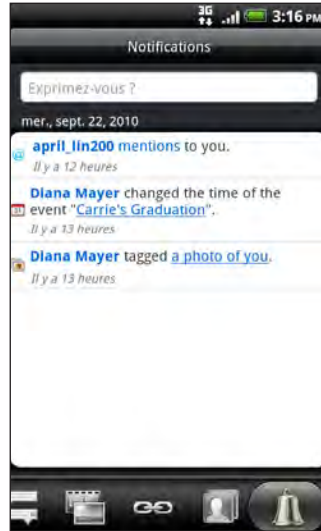 3G
3:16 PM
Notifications
Exprimez-vous ?
mer., sept. 22, 2010
@ april_lin200 mentions to you.
Il y a 12 heures
Diana Mayer changed the time of the
31 event "Carrie's Graduation".
Il y a 13 heures
Diana Mayer tagged a photo of you.
Il y a 13 heures